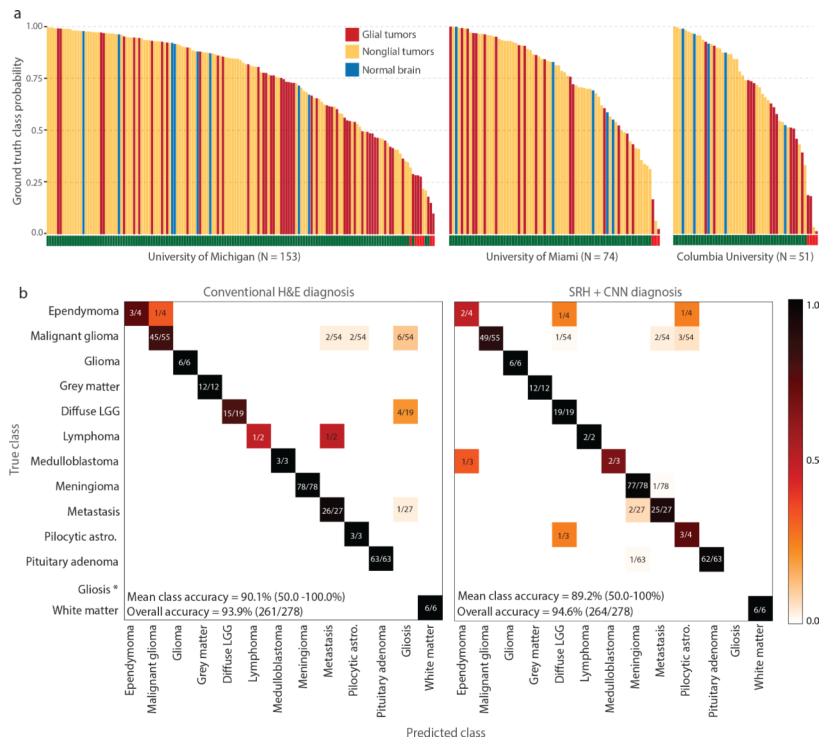 a
1.00
0.75
0.5
0.25
0.0
Ground truth class probability
Glial tumors
Nonglial tumors
Normal brain
University of Michigan (N = 153)
University of Miami (N = 74)
Columbia University (N = 51)
b
Conventional H&E diagnosis
SRH + CNN diagnosis
True class
Ependymoma 3/4 1/4 2/4 1/4 1/4
Malignant glioma 45/55 2/54 2/54 6/54 49/55 1/54 2/54 3/54
Glioma 6/6 6/6
Grey matter 12/12 12/12
Diffuse LGG 15/19 4/19 19/19
Lymphoma 1/2 1/2 2/2
Medulloblastoma 3/3 1/3 2/3
Meningioma 78/78 77/78 1/78
Metastasis 26/27 1/27 2/27 25/27
Pilocytic astro. 3/3 1/3 3/4
Pituitary adenoma 63/63 1/63 62/63
Gliosis *
White matter 6/6 6/6
Mean class accuracy = 90.1% (50.0 -100.0%)
Overall accuracy = 93.9% (261/278)
Mean class accuracy = 89.2% (50.0-100%)
Overall accuracy = 94.6% (264/278)
1.0
0.5
0.0
Ependymoma
Malignant glioma
Glioma
Grey matter
Diffuse LGG
Lymphoma
Medulloblastoma
Meningioma
Metastasis
Pilocytic astro.
Pituitary adenoma
Gliosis
White matter
Ependymoma
Malignant glioma
Glioma
Grey matter
Diffuse LGG
Lymphoma
Medulloblastoma
Meningioma
Metastasis
Pilocytic astro.
Pituitary adenoma
Gliosis
White matter
Predicted class